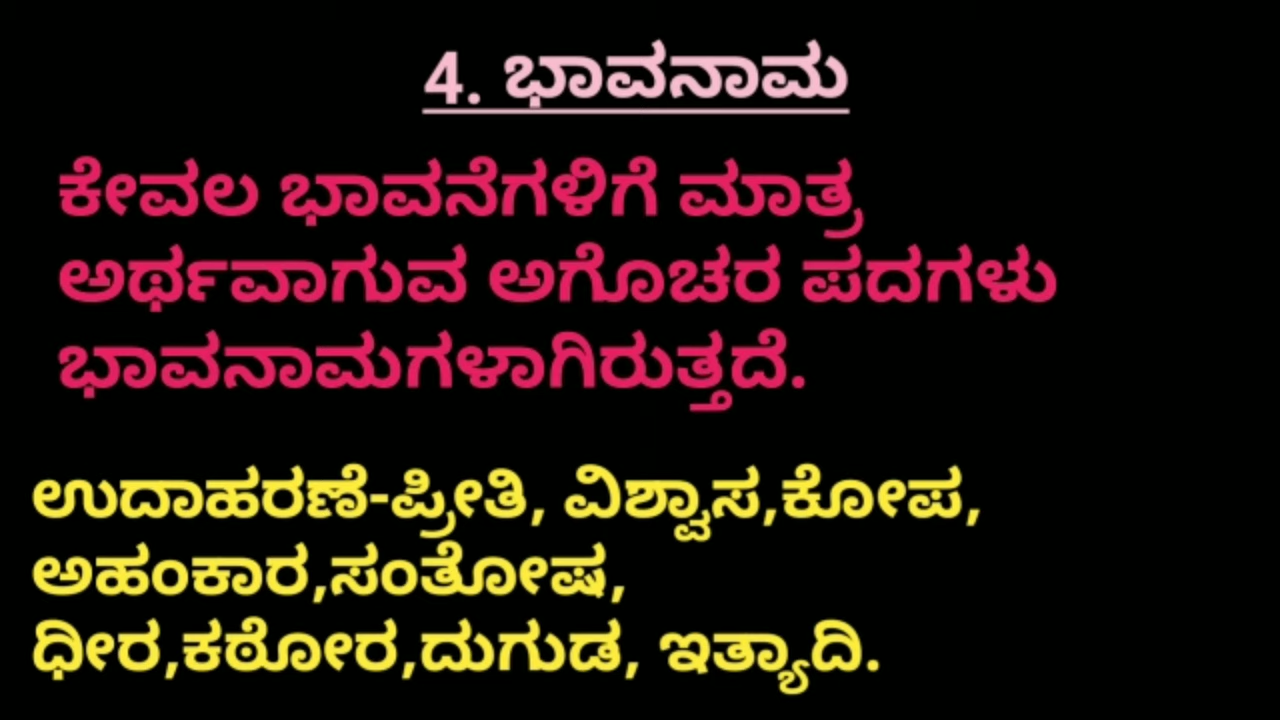 4. ಭಾವನಾಮ
ಕೇವಲ ಭಾವನೆಗಳಿಗೆ ಮಾತ್ರ
ಅರ್ಥವಾಗುವ ಅಗೊಚರ ಪದಗಳು
ಭಾವನಾಮಗಳಾಗಿರುತ್ತದೆ.
ಉದಾಹರಣೆ-ಪ್ರೀತಿ, ವಿಶ್ವಾಸ,ಕೋಪ,
ಅಹಂಕಾರ,ಸಂತೋಷ,
ಧೀರ,ಕಠೋರ,ದುಗುಡ, ಇತ್ಯಾದಿ.